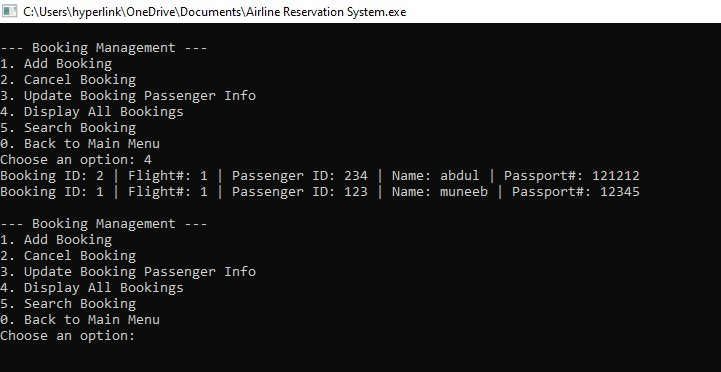 C:\Users\hyperlink\OneDrive\Documents\Airline Reservation System.exe
--- Booking Management ---
1. Add Booking
2. Cancel Booking
3. Update Booking Passenger Info
4. Display All Bookings
5. Search Booking
0. Back to Main Menu
Choose an option: 4
Booking ID: 2 | Flight#: 1 | Passenger ID: 234 | Name: abdul | Passport#: 121212
Booking ID: 1 | Flight#: 1 | Passenger ID: 123 | Name: muneeb | Passport#: 12345
--- Booking Management ---
1. Add Booking
2. Cancel Booking
3. Update Booking Passenger Info
4. Display All Bookings
5. Search Booking
0. Back to Main Menu
Choose an option: